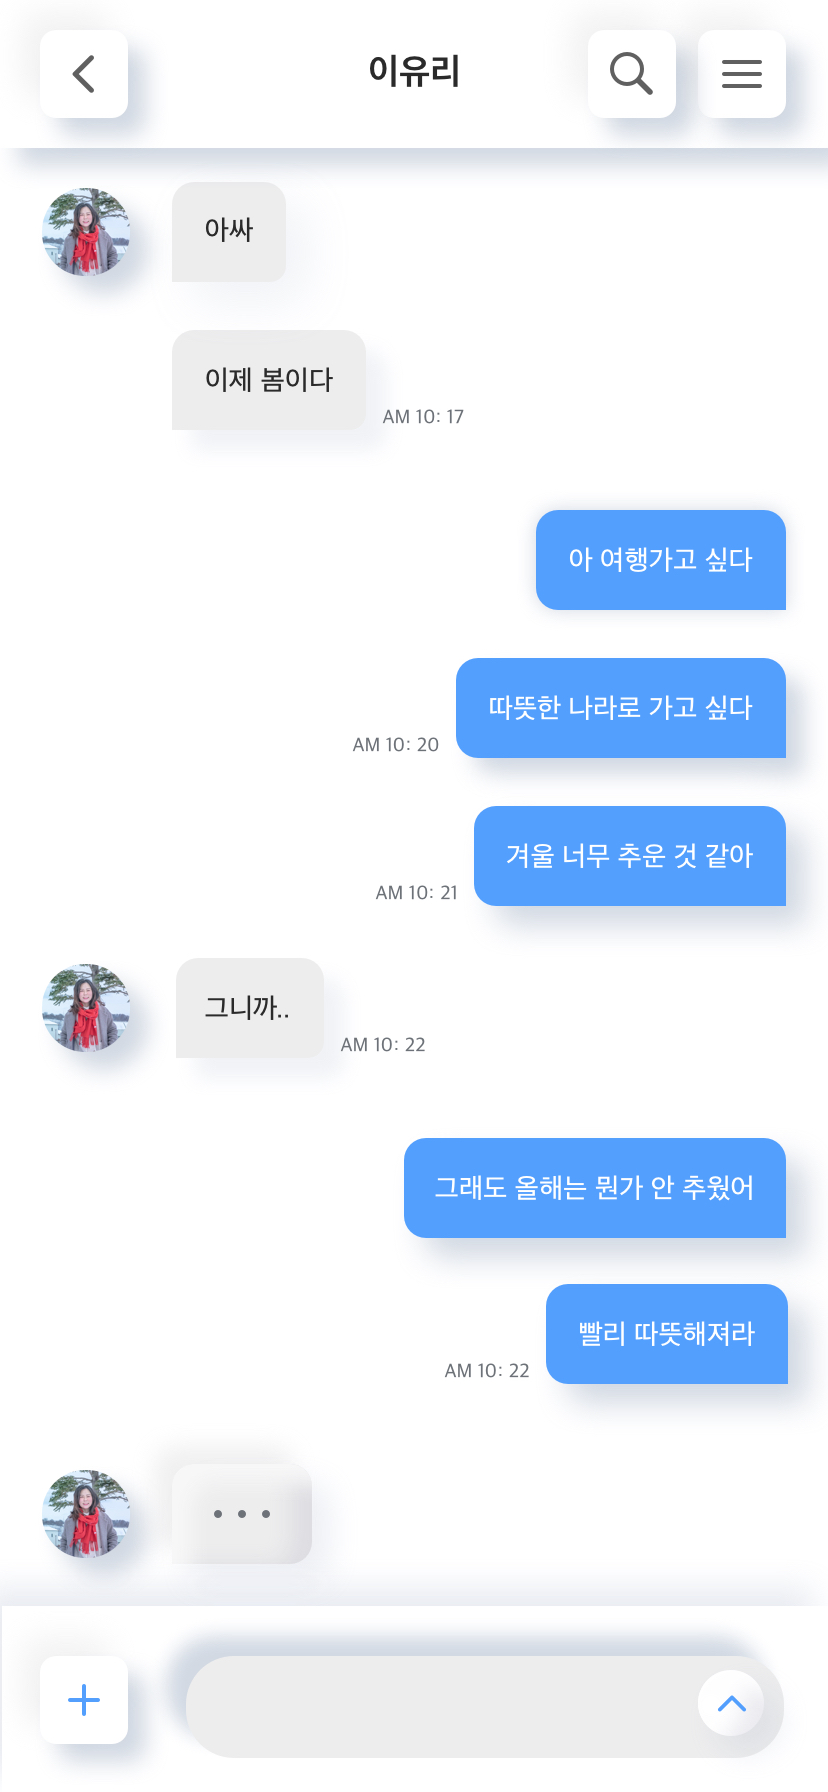 이유리
아싸
이제 봄이다
AM 10: 17
아 여행가고 싶다
따뜻한 나라로 가고 싶다
AM 10: 20
겨울 너무 추운 것 같아
AM 10: 21
그니까..
AM 10: 22
그래도 올해는 뭔가 안 추웠어
빨리 따뜻해져라
AM 10: 22